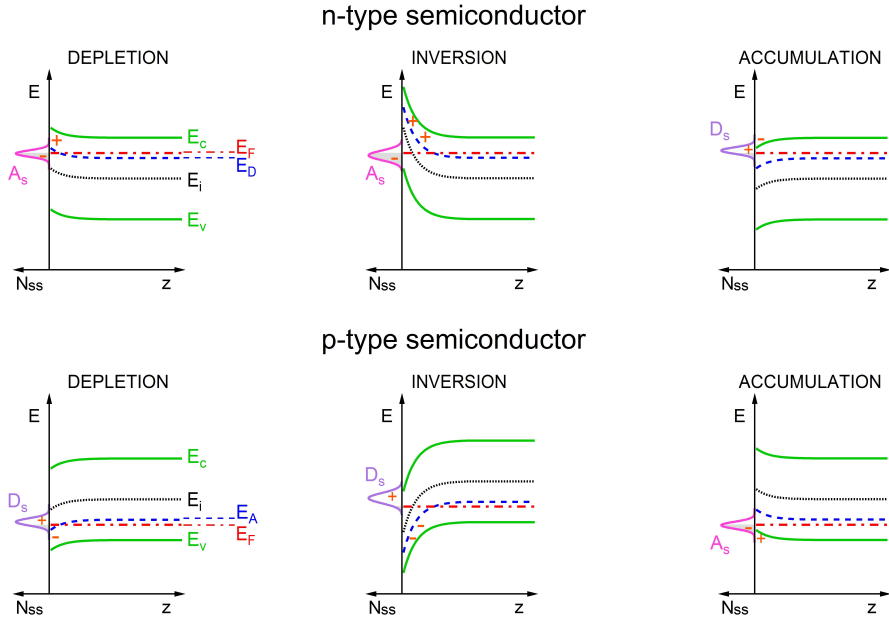 n-type semiconductor
DEPLETION
INVERSION
ACCUMULATION
E
E
E
Ds
+
-
+
+
+
-
Ec
EF
ED
-
-
+
As
As
Ei
Ev
Nss
z
Nss
z
Nss
z
p-type semiconductor
DEPLETION
INVERSION
ACCUMULATION
E
E
E
Ec
Ds
Ds
+
Ei
+
EA
EF
-
-
-
-
+
As
Ev
Nss
z
Nss
z
Nss
z